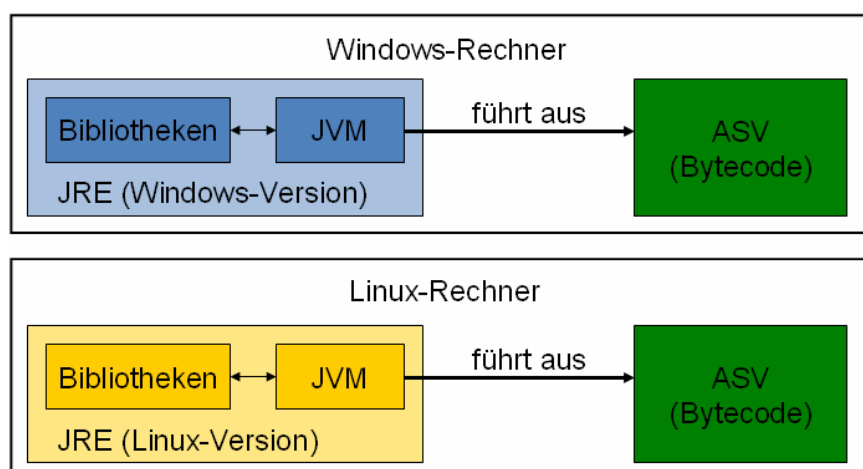 Windows-Rechner
Bibliotheken
JVM
JRE (Windows-Version)
führt aus
ASV
(Bytecode)
Linux-Rechner
Bibliotheken
JVM
JRE (Linux-Version)
führt aus
ASV
(Bytecode)